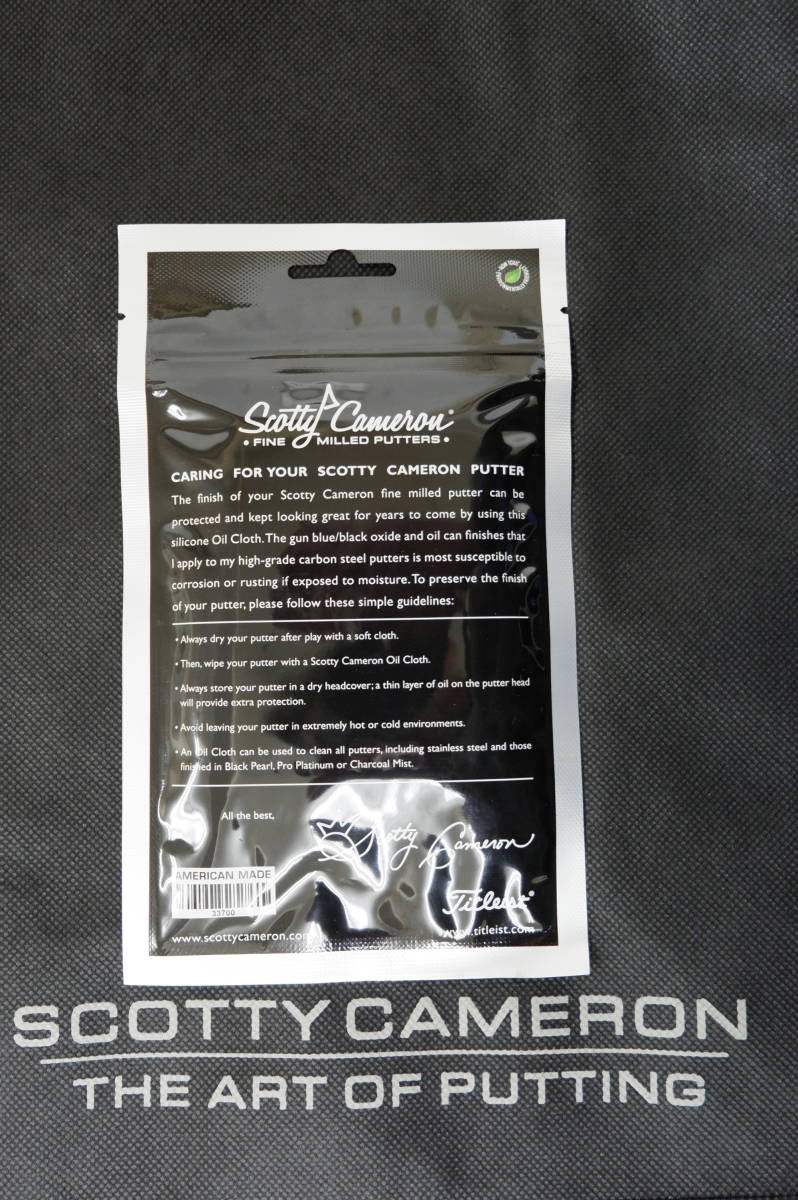 NON-TOXIC
ENVIRONMENTALLY
Scotty Cameron®
• FINE MILLED PUTTERS •
CARING FOR YOUR SCOTTY CAMERON PUTTER
The finish of your Scotty Cameron fine milled putter can be
protected and kept looking great for years to come by using this
silicone Oil Cloth. The gun blue/black oxide and oil can finishes that
I apply to my high-grade carbon steel putters is most susceptible to
corrosion or rusting if exposed to moisture. To preserve the finish
of your putter, please follow these simple guidelines:
• Always dry your putter after play with a soft cloth.
• Then, wipe your putter with a Scotty Cameron Oil Cloth.
• Always store your putter in a dry headcover; a thin layer of oil on the putter head
will provide extra protection.
• Avoid leaving your putter in extremely hot or cold environments.
• An Oil Cloth can be used to clean all putters, including stainless steel and those
finished in Black Pearl, Pro Platinum or Charcoal Mist.
All the best,
Scotty Cameron
AMERICAN MADE
33700
Titleist®
www.scottycameron.com
www.titleist.com
SCOTTY CAMERON
THE ART OF PUTTING